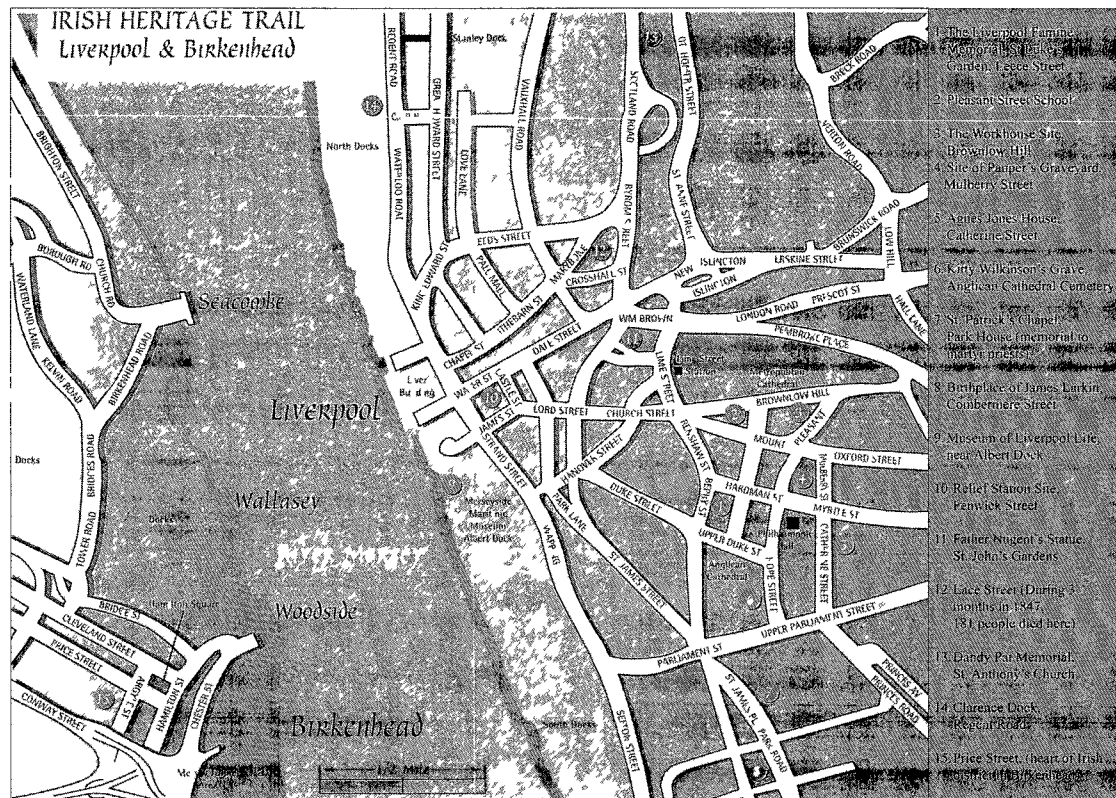 IRISH HERITAGE TRAIL
Liverpool & Birkenhead
BRIGHTON STREET
BOROUGH RD
CHURCH RD
WATERLAND LANE
KELVIN ROAD
BIRKENHEAD ROAD
Seacombe
Docks
BRIDGES ROAD
TOWER ROAD
Docks
Liverpool
Wallasey
River Mersey
Woodside
Birkenhead
BRIDGE ST
Hamilton Square
CLEVELAND STREET
PRICE STREET
CONWAY STREET
ARGYLE ST
HAMILTON ST
CHESTER ST
1/2 Mile
REGENT ROAD
Stanley Dock
GREAT HOWARD STREET
VAUXHALL ROAD
North Docks
WATERLOO ROAD
LOVE LANE
SCOTLAND ROAD
BYROM STREET
ST ANNE STREET
BRECK ROAD
EVERTON ROAD
BRUNSWICK ROAD
LOW HILL
HALL LANE
KING EDWARD ST
PALL MALL
CROSSHALL ST
NEW ISLINGTON
ISLINGTON
ERSKINE STREET
CHAPEL ST
TITHEBARN ST
DALE STREET
WM BROWN
LONDON ROAD
PRESCOT ST
PEMBROKE PLACE
Liver
Building
WATER ST
CASTLE ST
JAMES ST
LORD STREET
CHURCH STREET
LIME STREET
Lime Street
Station
Metropolitan
Cathedral
BROWNLOW HILL
MOUNT PLEASANT
OXFORD STREET
STRAND STREET
HANOVER STREET
RENSHAW ST
BERRY ST
HARDMAN ST
MYRTLE ST
Merseyside
Maritime
Museum
Albert Dock
PARK LANE
DUKE STREET
UPPER DUKE ST
Philharmonic
Hall
CATHERINE STREET
Anglican
Cathedral
HOPE STREET
WAPPING
ST JAMES STREET
UPPER PARLIAMENT STREET
PARLIAMENT ST
ST JAMES PL
PARK ROAD
PRINCES AV
PRINCES ROAD
SEFTON STREET
South Docks
1. The Liverpool Famine
Memorial, St Luke's
Garden, Leece Street
2. Pleasant Street School
3. The Workhouse Site,
Brownlow Hill
4. Site of Pauper's Graveyard,
Mulberry Street
5. Agnes Jones House,
Catherine Street
6. Kitty Wilkinson's Grave
Anglican Cathedral Cemetery
7. St. Patrick's Chapel
Park House (memorial to
martyr priests)
8. Birthplace of James Larkin,
Combermere Street
9. Museum of Liverpool Life,
near Albert Dock
10. Relief Station Site,
Fenwick Street
11. Father Nugent's Statue,
St. John's Gardens
12. Lace Street (During 3
months in 1847,
181 people died here)
13. Dandy Pat Memorial,
St. Anthony's Church
14. Clarence Dock,
Regent Road
15. Price Street, (heart of Irish